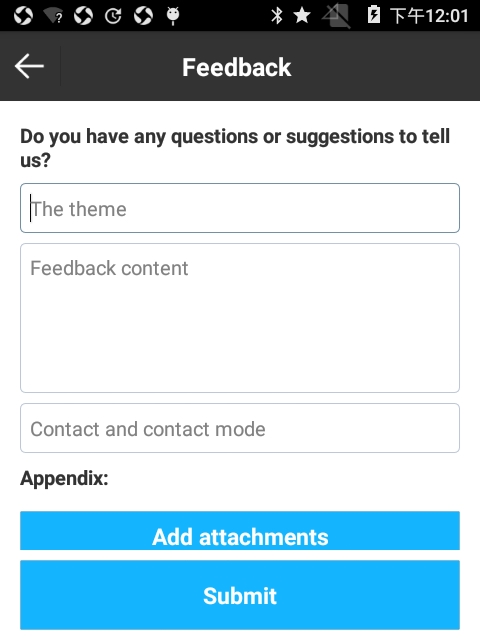 下午12:01
Feedback
Do you have any questions or suggestions to tell
us?
The theme
Feedback content
Contact and contact mode
Appendix:
Add attachments
Submit